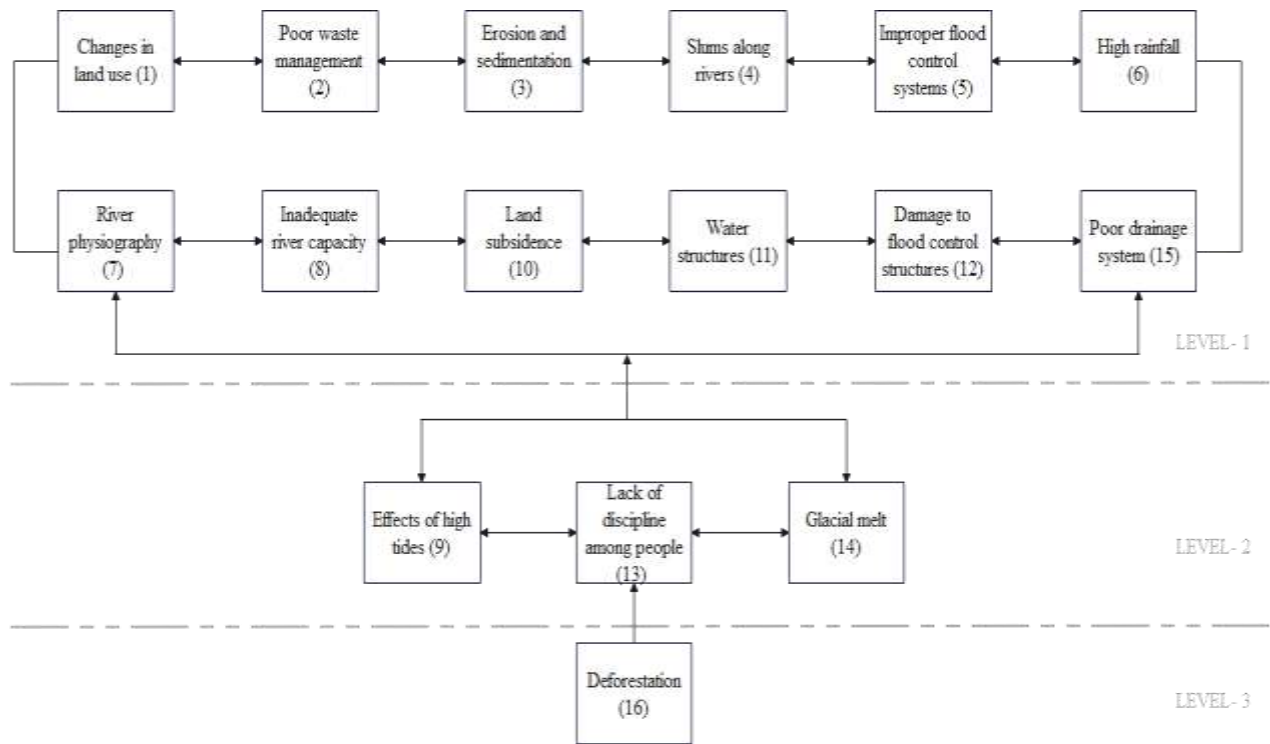 Changes in
land use (1)
Poor waste
management
(2)
Erosion and
sedimentation
(3)
Slums along
rivers (4)
Improper flood
control
systems (5)
High rainfall
(6)
River
physiography
(7)
Inadequate
river capacity
(8)
Land
subsidence
(10)
Water
structures (11)
Damage to
flood control
structures (12)
Poor drainage
system (15)
LEVEL- 1
Effects of high
tides (9)
Lack of
discipline
among people
(13)
Glacial melt
(14)
LEVEL- 2
Deforestation
(16)
LEVEL- 3